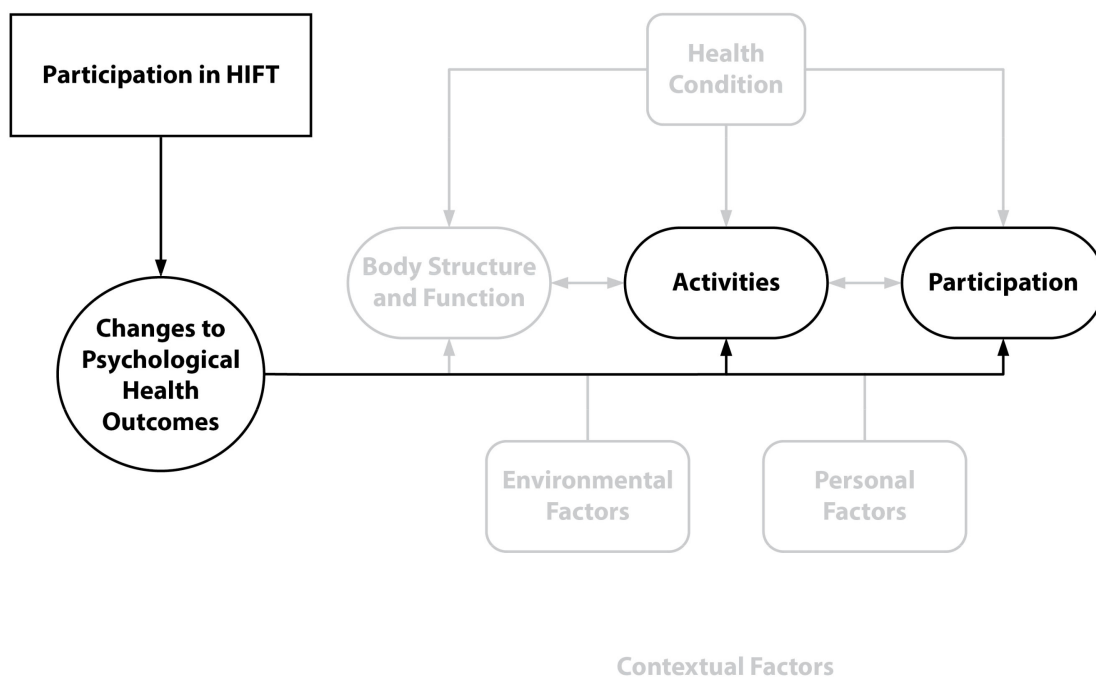 Participation in HIFT
Health
Condition
Body Structure
and Function
Activities
Participation
Changes to
Psychological
Health
Outcomes
Environmental
Factors
Personal
Factors
Contextual Factors